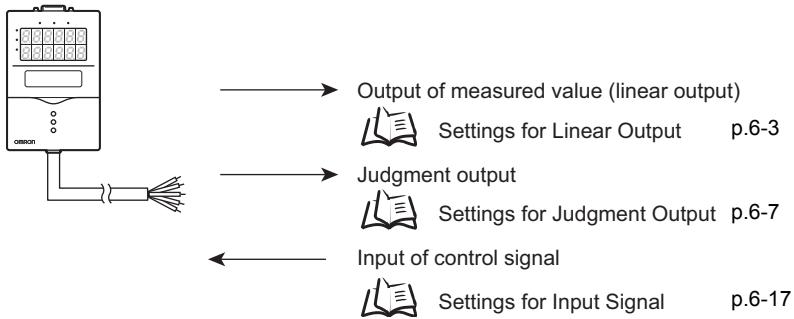 OMRON
Output of measured value (linear output)
Settings for Linear Output p.6-3
Judgment output
Settings for Judgment Output p.6-7
Input of control signal
Settings for Input Signal p.6-17